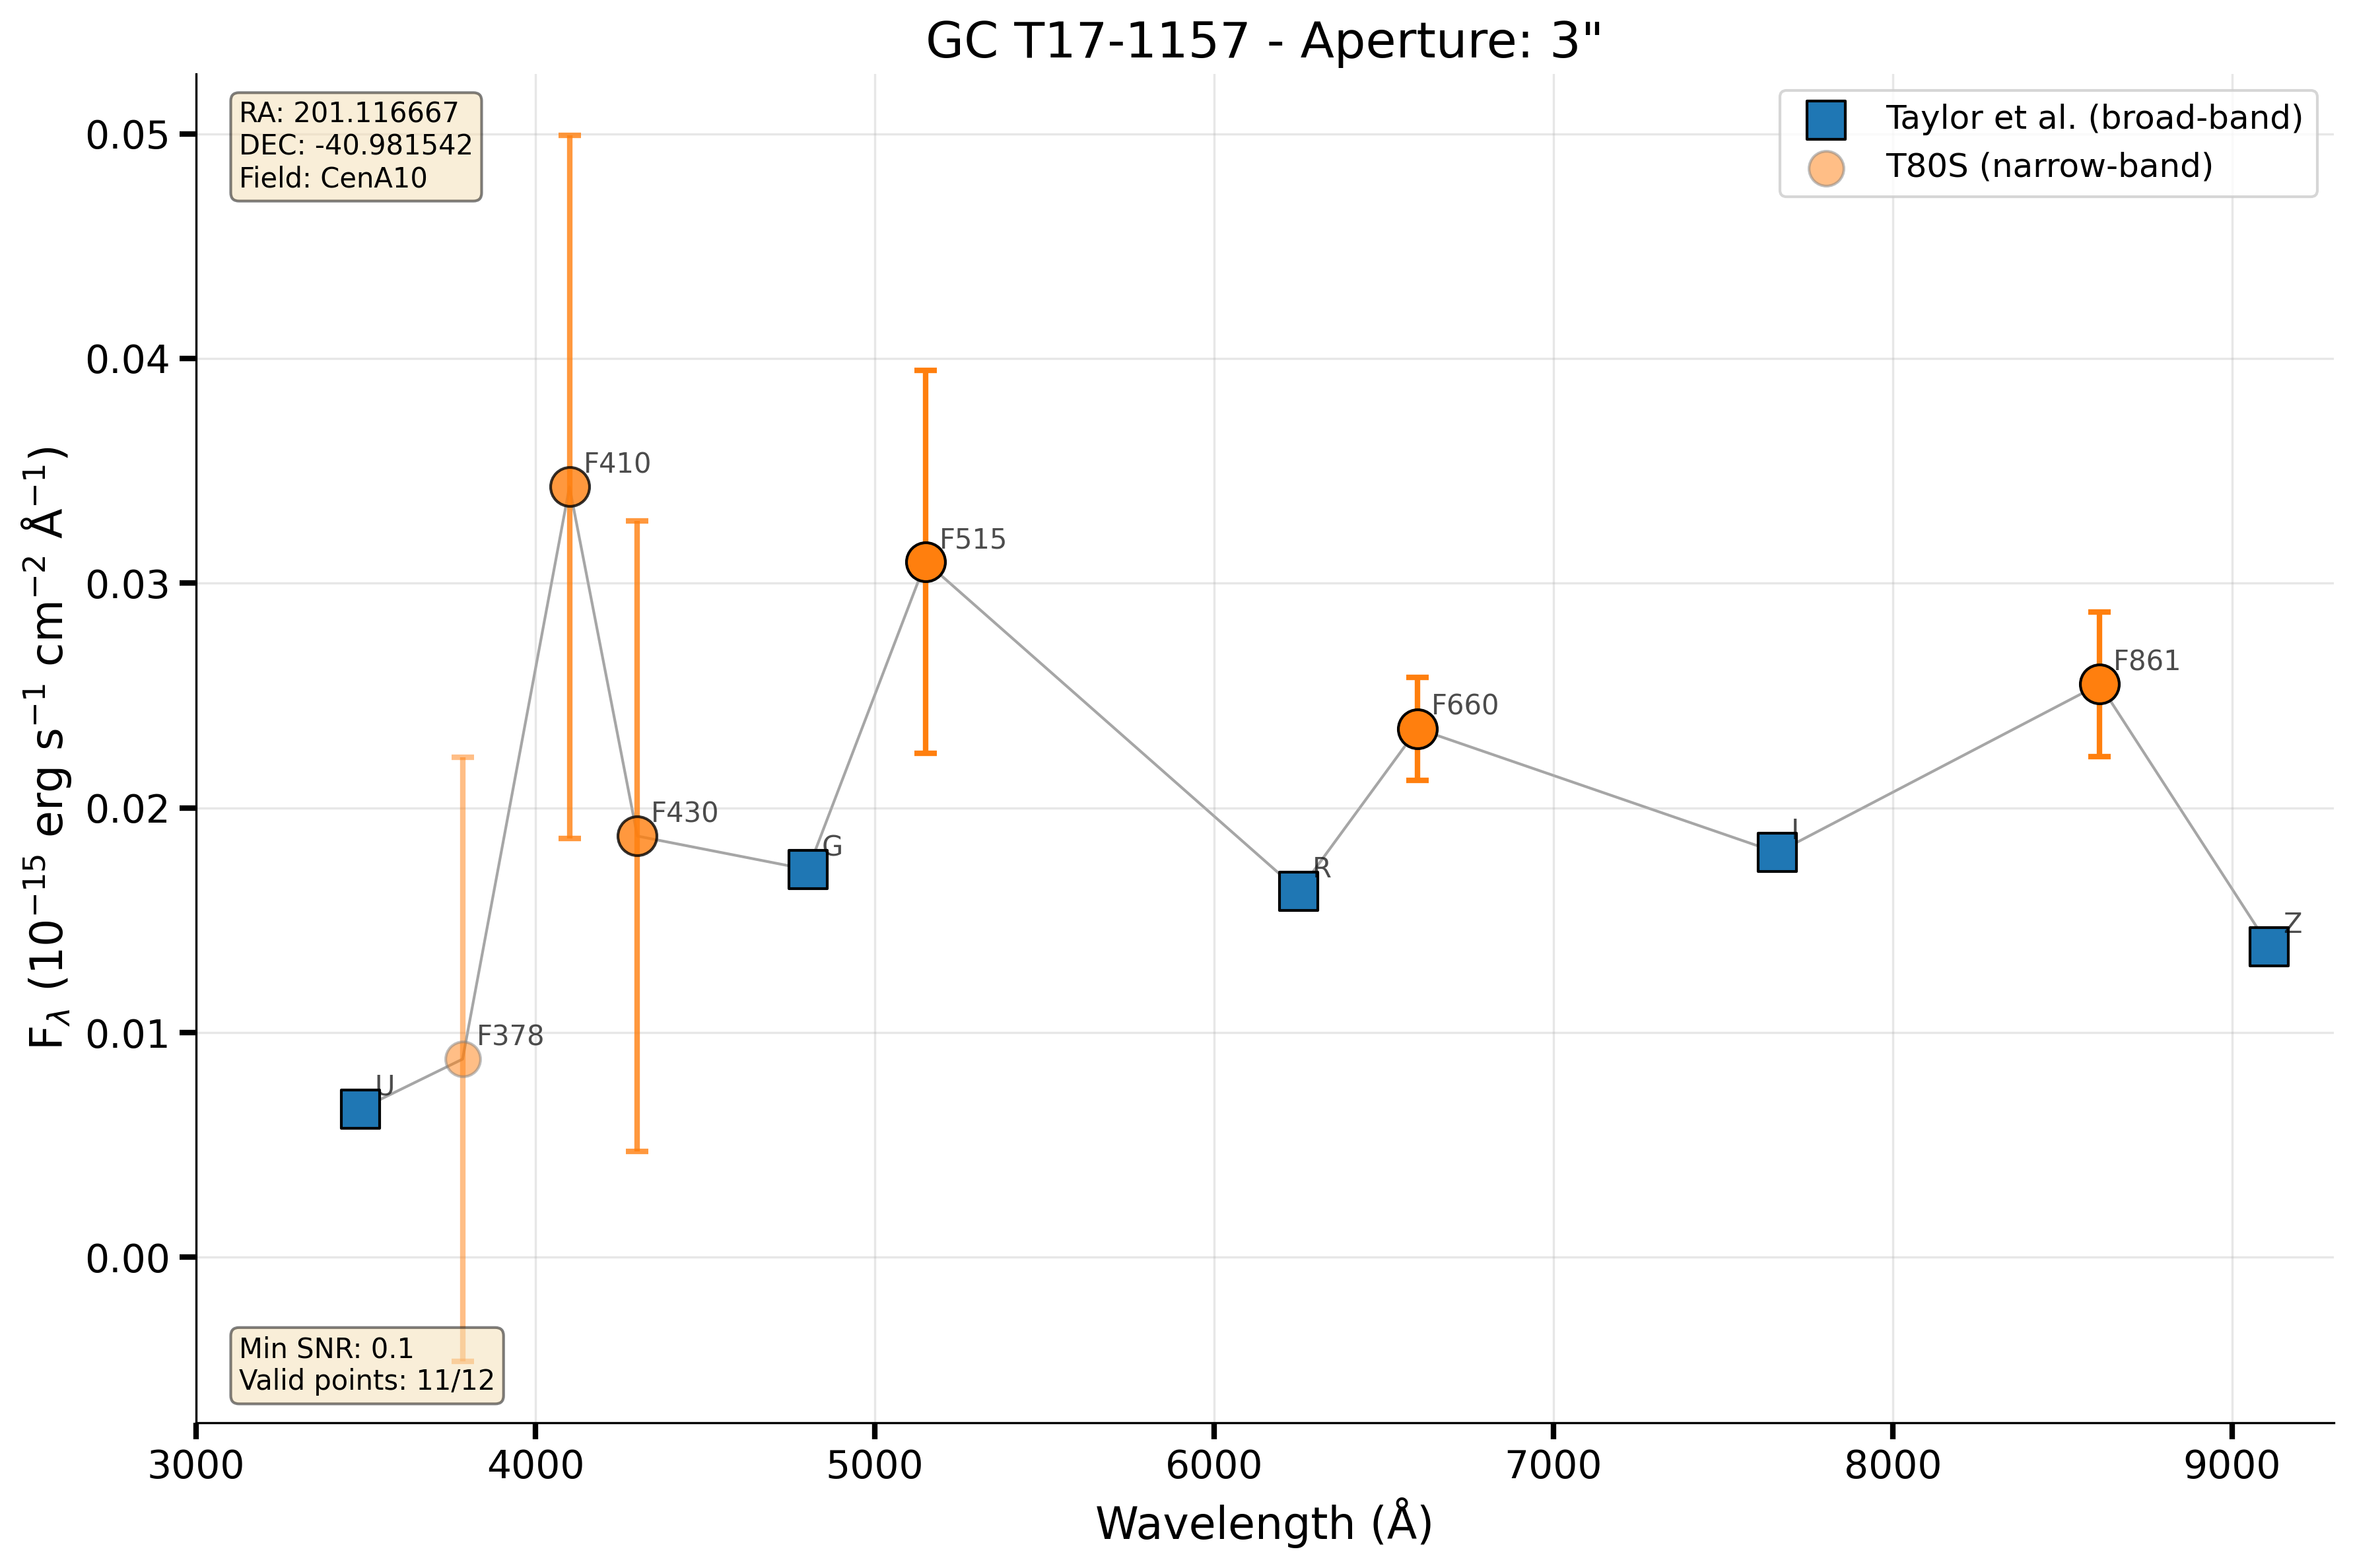 GC T17-1157 - Aperture: 3"
RA: 201.116667
DEC: -40.981542
Field: CenA10
Taylor et al. (broad-band)
T80S (narrow-band)
F_λ (10⁻¹⁵ erg s⁻¹ cm⁻² Å⁻¹)
0.05
0.04
0.03
0.02
0.01
0.00
U
F378
F410
F430
G
F515
R
F660
I
F861
Z
Min SNR: 0.1
Valid points: 11/12
3000
4000
5000
6000
7000
8000
9000
Wavelength (Å)